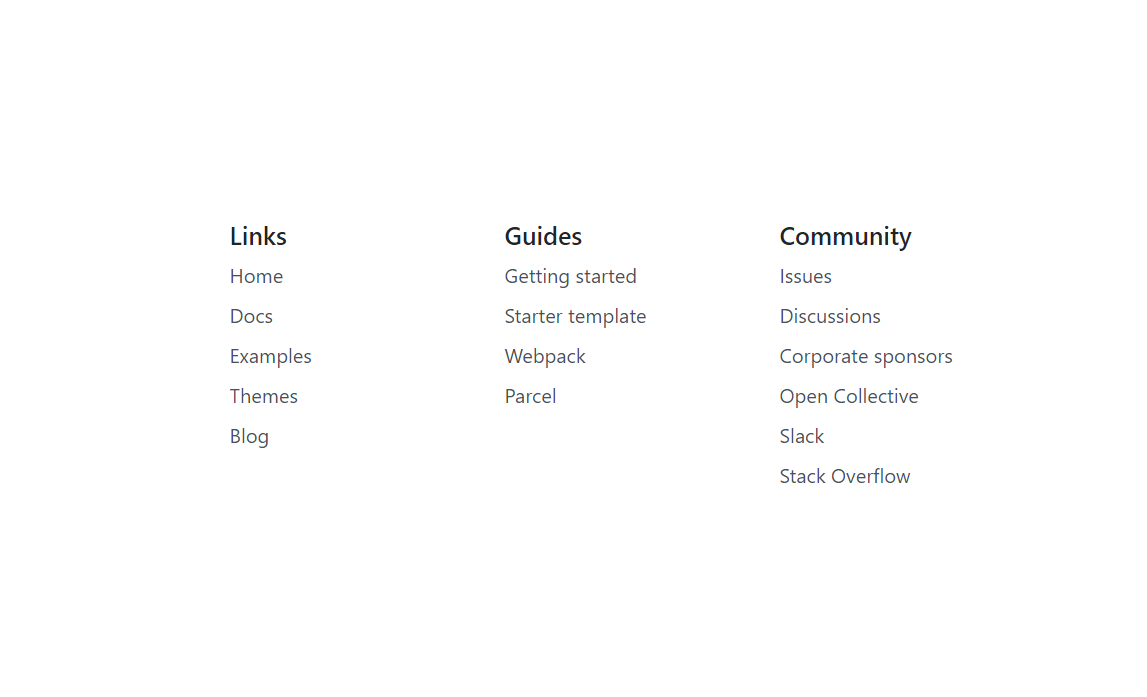 Links
Home
Docs
Examples
Themes
Blog
Guides
Getting started
Starter template
Webpack
Parcel
Community
Issues
Discussions
Corporate sponsors
Open Collective
Slack
Stack Overflow